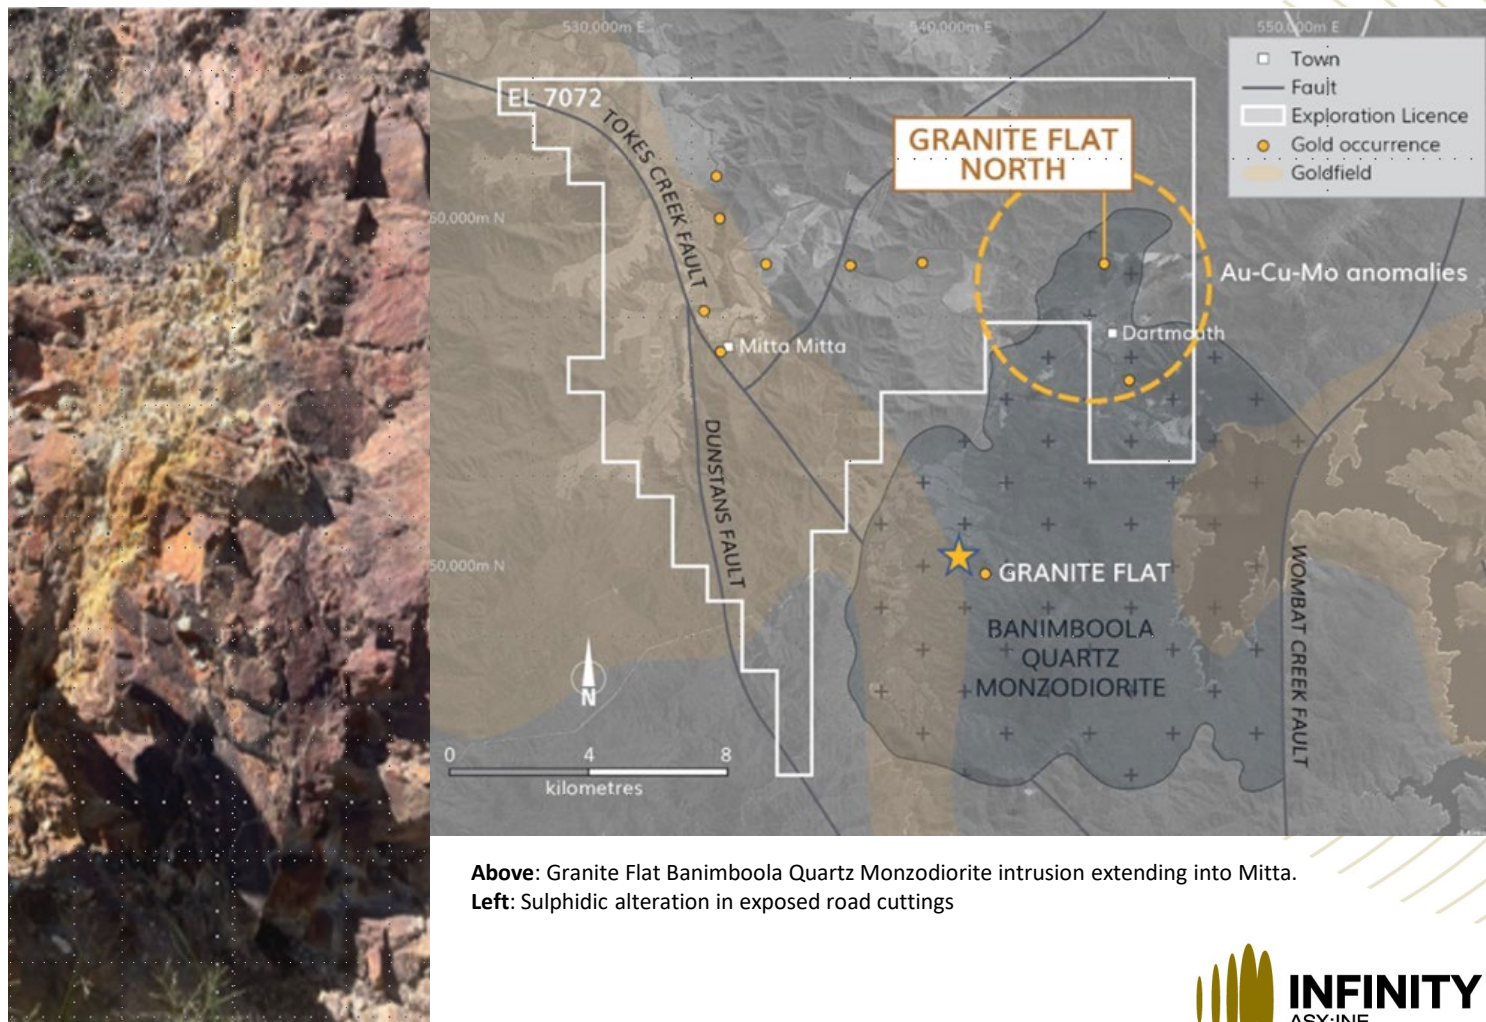 530,000m E
540,000m E
550,000m E
Town
Fault
Exploration Licence
Gold occurrence
Goldfield
EL 7072
TOKES CREEK FAULT
GRANITE FLAT
NORTH
60,000m N
Au-Cu-Mo anomalies
Dartmouth
Mitta Mitta
DUNSTANS FAULT
50,000m N
GRANITE FLAT
BANIMBOOLA
QUARTZ
MONZODIORITE
WOMBAT CREEK FAULT
N
0 4 8
kilometres
Above: Granite Flat Banimboola Quartz Monzodiorite intrusion extending into Mitta.
Left: Sulphidic alteration in exposed road cuttings
INFINITY
ASX:INF